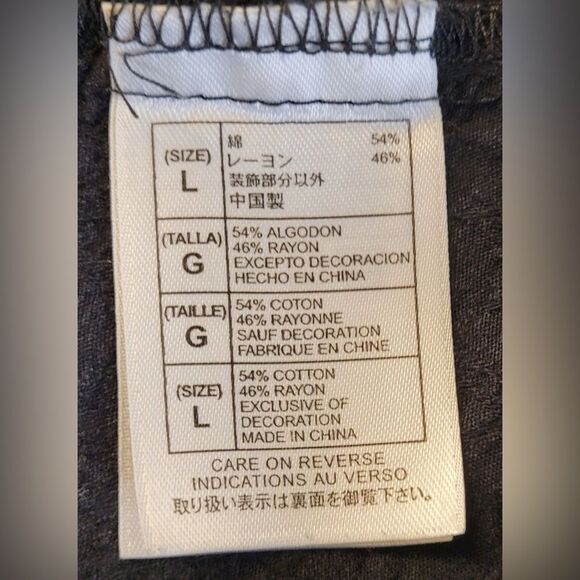 (SIZE)
L
綿 54%
レーヨン 46%
装飾部分以外
中国製
(TALLA)
G
54% ALGODON
46% RAYON
EXCEPTO DECORACION
HECHO EN CHINA
(TAILLE)
G
54% COTON
46% RAYONNE
SAUF DECORATION
FABRIQUE EN CHINE
(SIZE)
L
54% COTTON
46% RAYON
EXCLUSIVE OF
DECORATION
MADE IN CHINA
CARE ON REVERSE
INDICATIONS AU VERSO
取り扱い表示は裏面を御覧下さい。